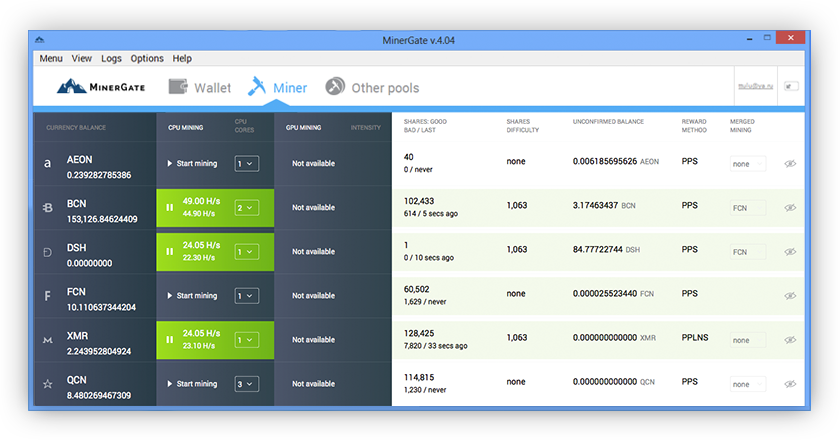 MinerGate v.4.04
Menu View Logs Options Help
MINERGATE Wallet Miner Other pools
CURRENCY BALANCE CPU MINING CPU CORES GPU MINING INTENSITY SHARES: GOOD BAD / LAST SHARES DIFFICULTY UNCONFIRMED BALANCE REWARD METHOD MERGED MINING
AEON Start mining 1 Not available 40 none 0.006185695626 AEON PPS none
0.239282785386 0 / never
BCN 49.00 H/s 2 Not available 102,433 1,063 3.17463437 BCN PPS FCN
153,126.84624409 44.90 H/s 614 / 5 secs ago
DSH 24.05 H/s 1 Not available 1 1,063 84.77722744 DSH PPS FCN
0.00000000 22.30 H/s 0 / 10 secs ago
FCN Start mining 1 Not available 60,502 none 0.000025523440 FCN PPS
10.110637344204 1,629 / never
XMR 24.05 H/s 1 Not available 128,425 1,063 0.000000000000 XMR PPLNS none
2.243952804924 23.10 H/s 7,820 / 33 secs ago
QCN Start mining 3 Not available 114,815 none 0.000000000000 QCN PPS none
8.480269467309 1,230 / never